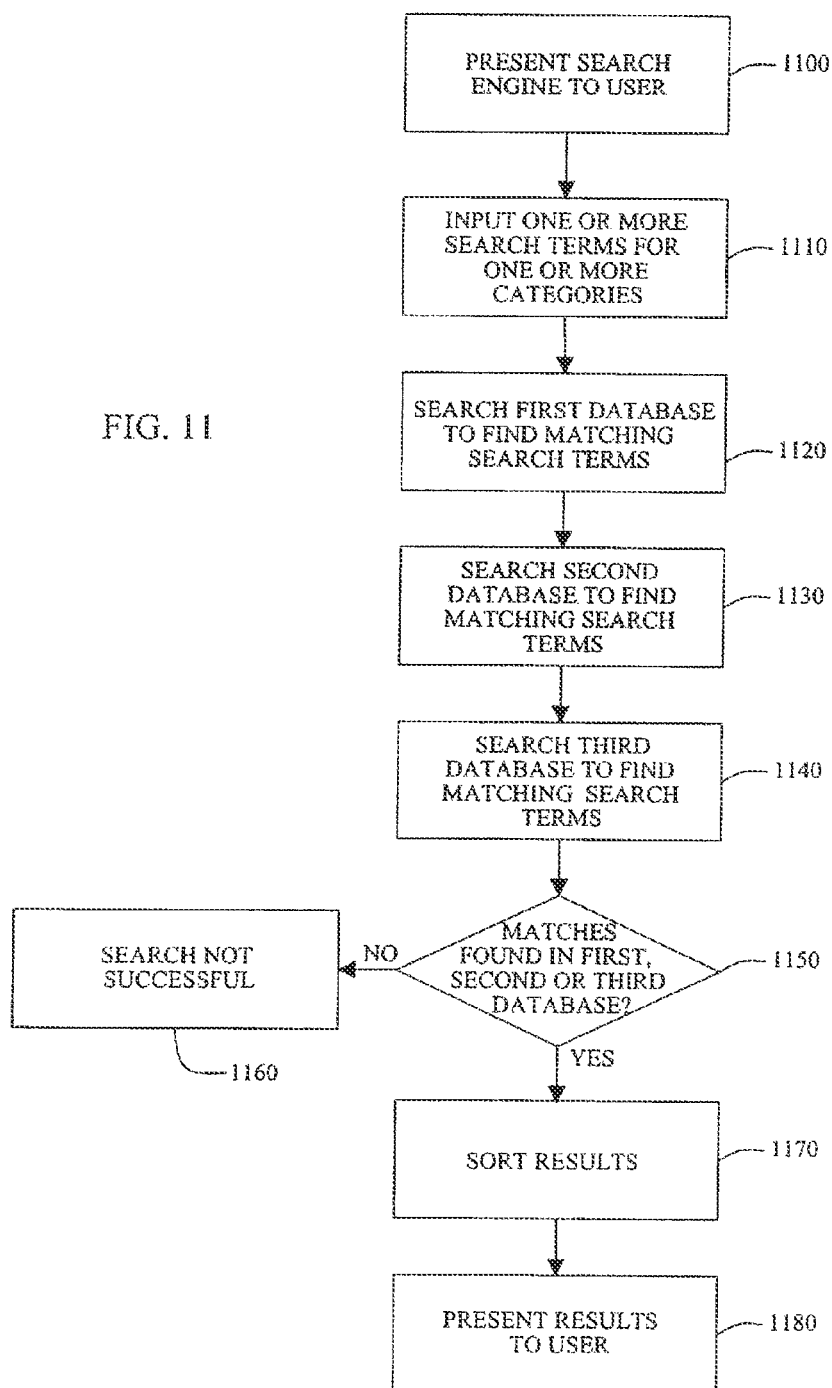 PRESENT SEARCH
ENGINE TO USER
1100
INPUT ONE OR MORE
SEARCH TERMS FOR
ONE OR MORE
CATEGORIES
1110
FIG. 11
SEARCH FIRST DATABASE
TO FIND MATCHING
SEARCH TERMS
1120
SEARCH SECOND
DATABASE TO FIND
MATCHING SEARCH
TERMS
1130
SEARCH THIRD
DATABASE TO FIND
MATCHING SEARCH
TERMS
1140
MATCHES
FOUND IN FIRST,
SECOND OR THIRD
DATABASE?
1150
NO
SEARCH NOT
SUCCESSFUL
1160
YES
SORT RESULTS
1170
PRESENT RESULTS
TO USER
1180